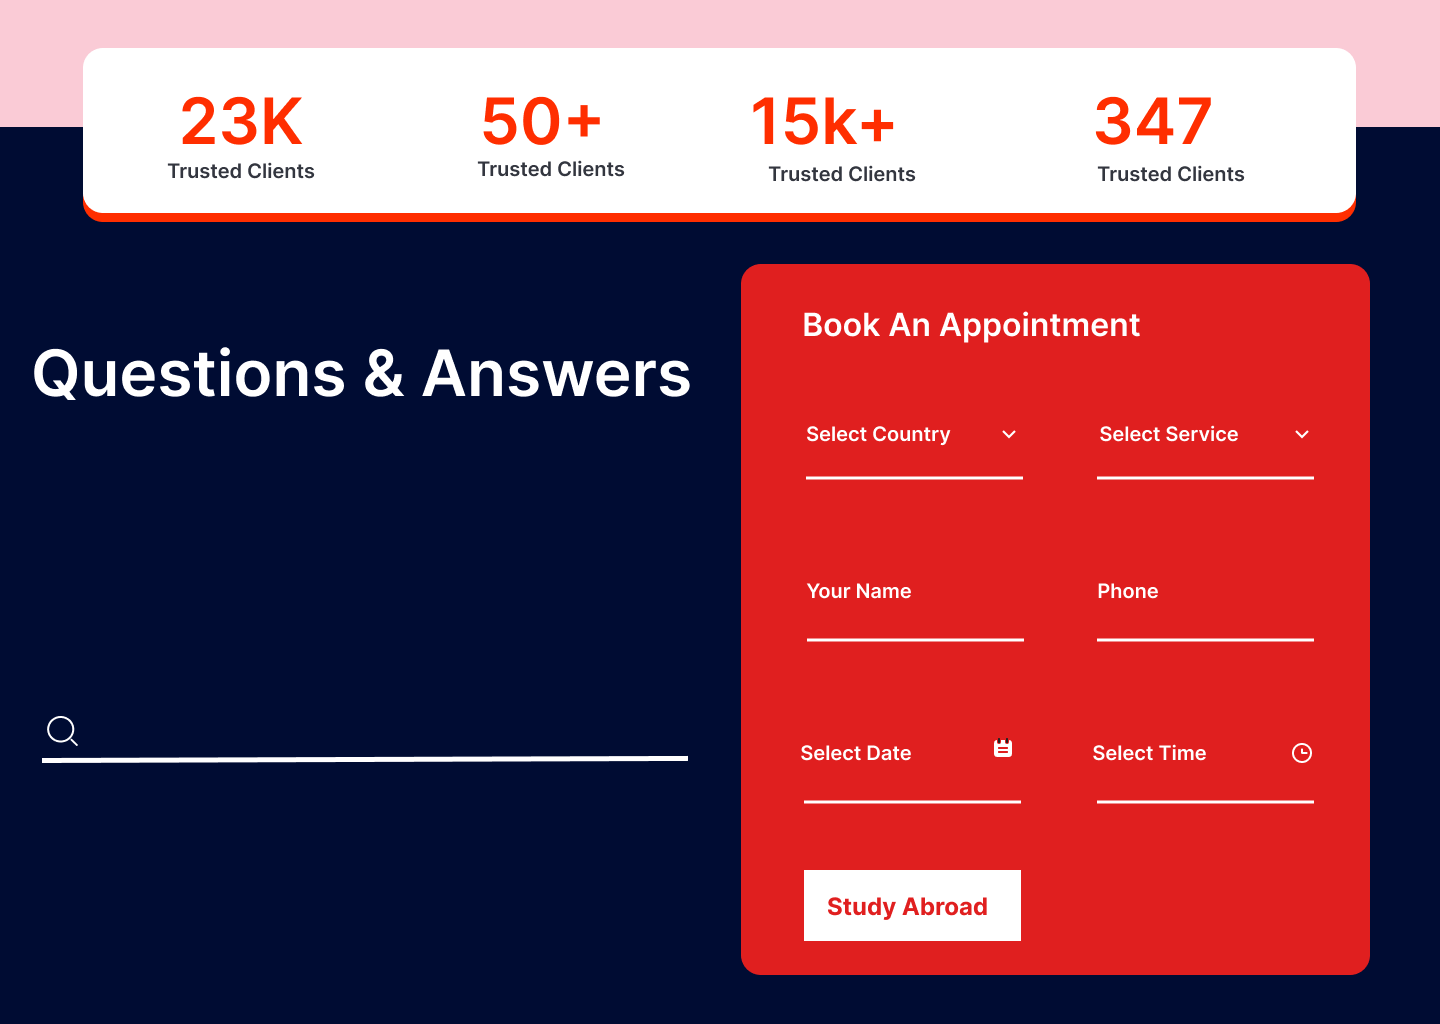 23K
50+
15k+
347
Trusted Clients
Trusted Clients
Trusted Clients
Trusted Clients
Questions & Answers
Book An Appointment
Select Country
Select Service
Your Name
Phone
Select Date
Select Time
Study Abroad